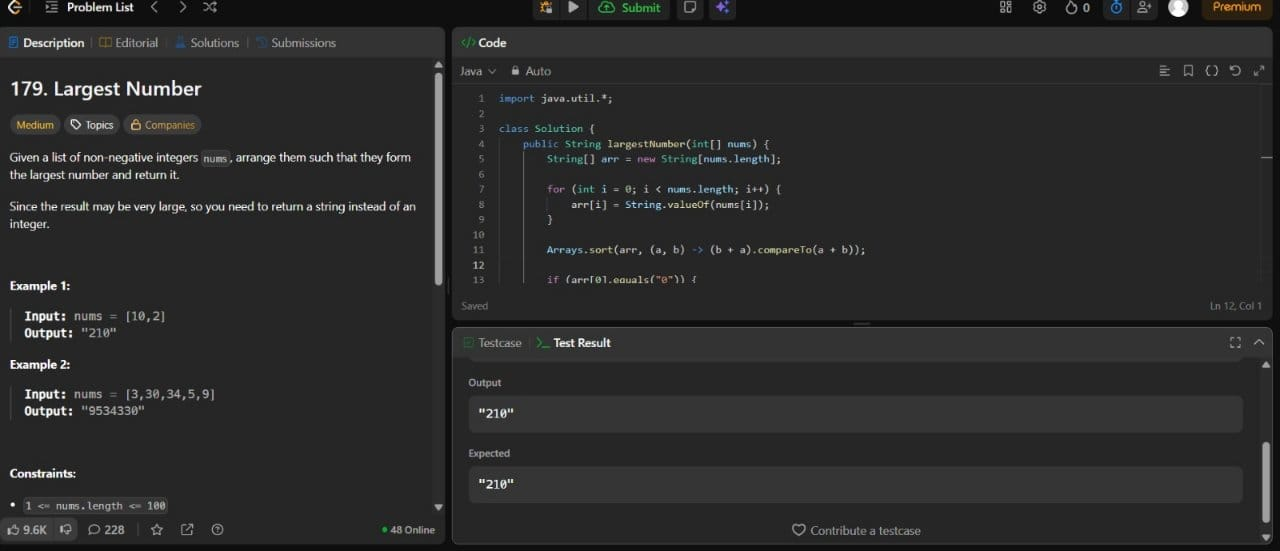 Problem List
Submit
0
Premium
Description
Editorial
Solutions
Submissions
179. Largest Number
Medium
Topics
Companies
Given a list of non-negative integers nums, arrange them such that they form
the largest number and return it.
Since the result may be very large, so you need to return a string instead of an
integer.
Example 1:
Input: nums = [10,2]
Output: "210"
Example 2:
Input: nums = [3,30,34,5,9]
Output: "9534330"
Constraints:
• 1 <= nums.length <= 100
9.6K
228
48 Online
</> Code
Java
Auto
1 import java.util.*;
2
3 class Solution {
4 public String largestNumber(int[] nums) {
5 String[] arr = new String[nums.length];
6
7 for (int i = 0; i < nums.length; i++) {
8 arr[i] = String.valueOf(nums[i]);
9 }
10
11 Arrays.sort(arr, (a, b) -> (b + a).compareTo(a + b));
12
13 if (arr[0].equals("0")) {
Saved
Ln 12, Col 1
Testcase
>_ Test Result
Output
"210"
Expected
"210"
Contribute a testcase